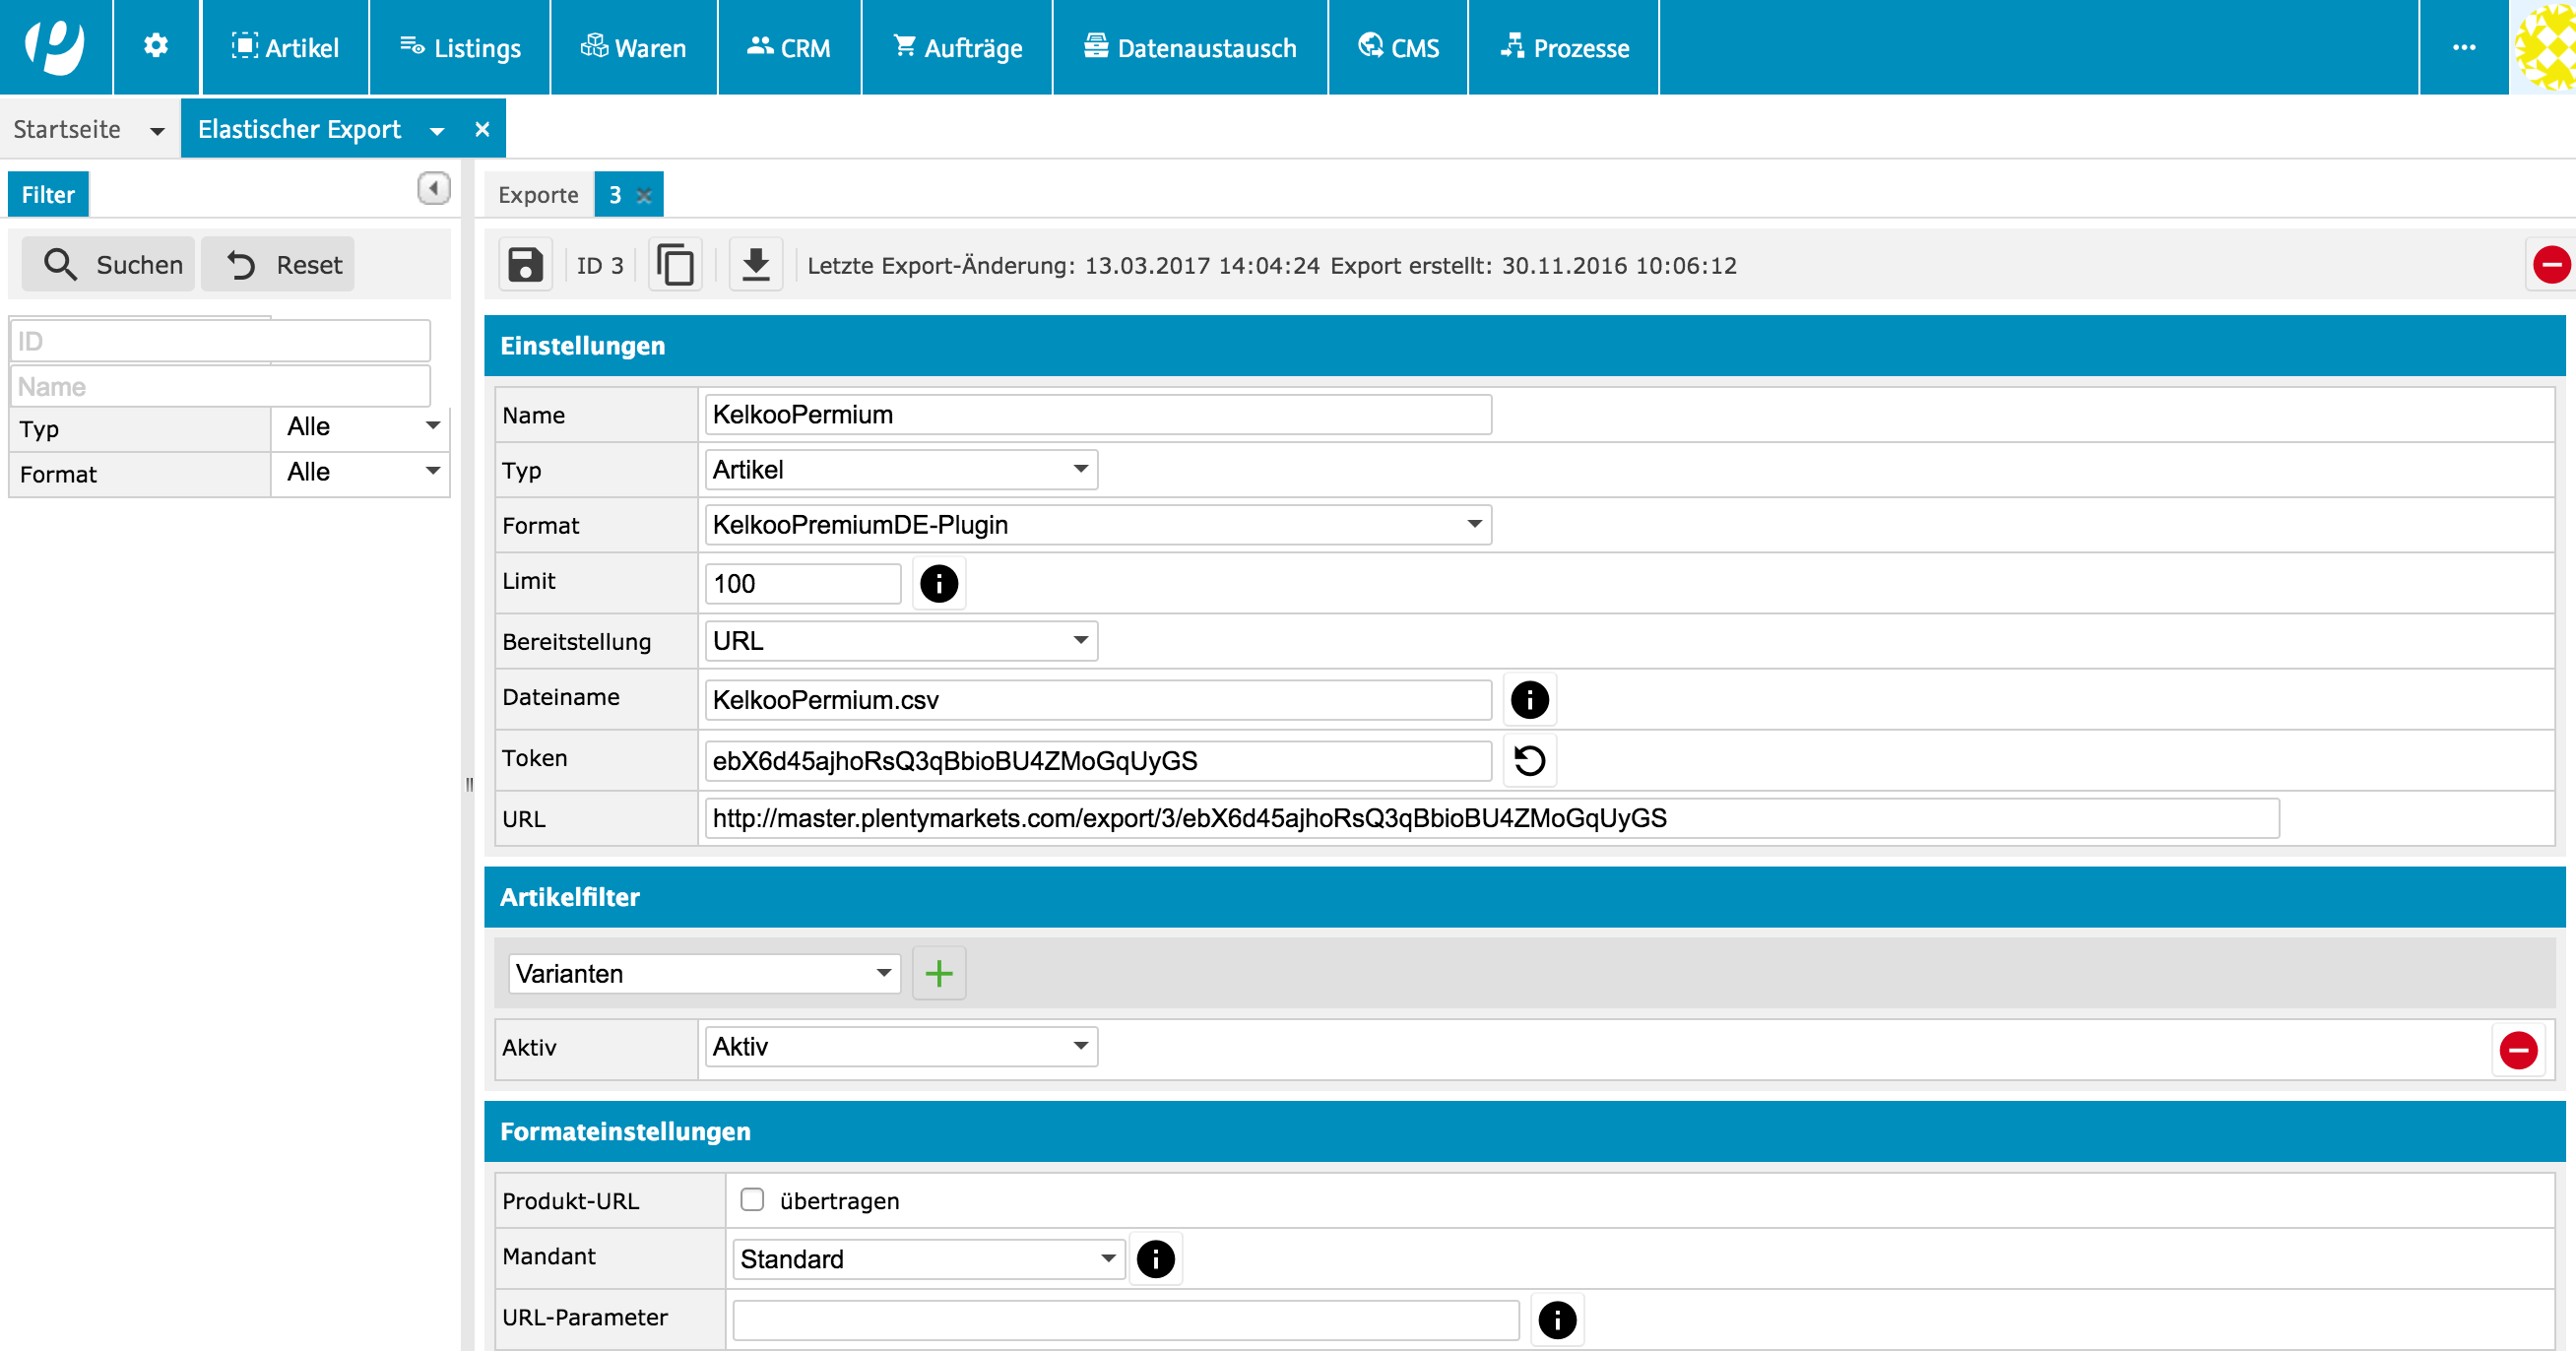 Artikel Listings Waren CRM Aufträge Datenaustausch CMS Prozesse ...
Startseite Elastischer Export
Filter
Suchen Reset
ID
Name
Typ Alle
Format Alle
Exporte 3
ID 3 Letzte Export-Änderung: 13.03.2017 14:04:24 Export erstellt: 30.11.2016 10:06:12
Einstellungen
Name KelkooPermium
Typ Artikel
Format KelkooPremiumDE-Plugin
Limit 100
Bereitstellung URL
Dateiname KelkooPermium.csv
Token ebX6d45ajhoRsQ3qBbioBU4ZMoGqUyGS
URL http://master.plentymarkets.com/export/3/ebX6d45ajhoRsQ3qBbioBU4ZMoGqUyGS
Artikelfilter
Varianten
Aktiv Aktiv
Formateinstellungen
Produkt-URL übertragen
Mandant Standard
URL-Parameter